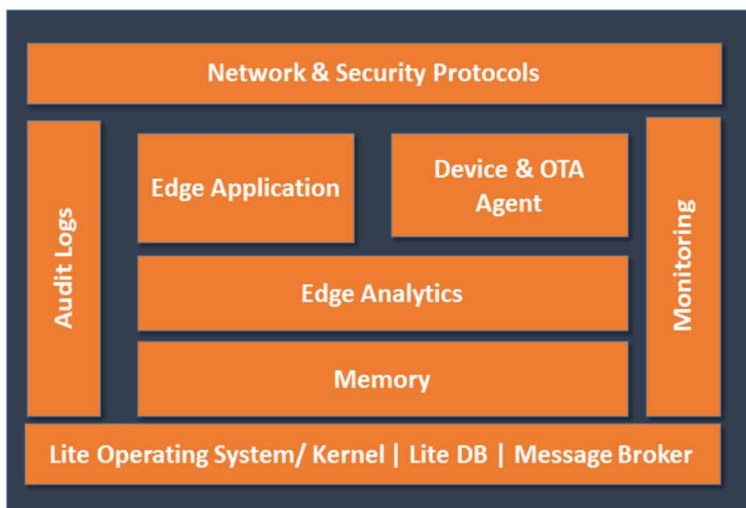 Network & Security Protocols
Audit Logs
Edge Application
Device & OTA
Agent
Monitoring
Edge Analytics
Memory
Lite Operating System/ Kernel | Lite DB | Message Broker